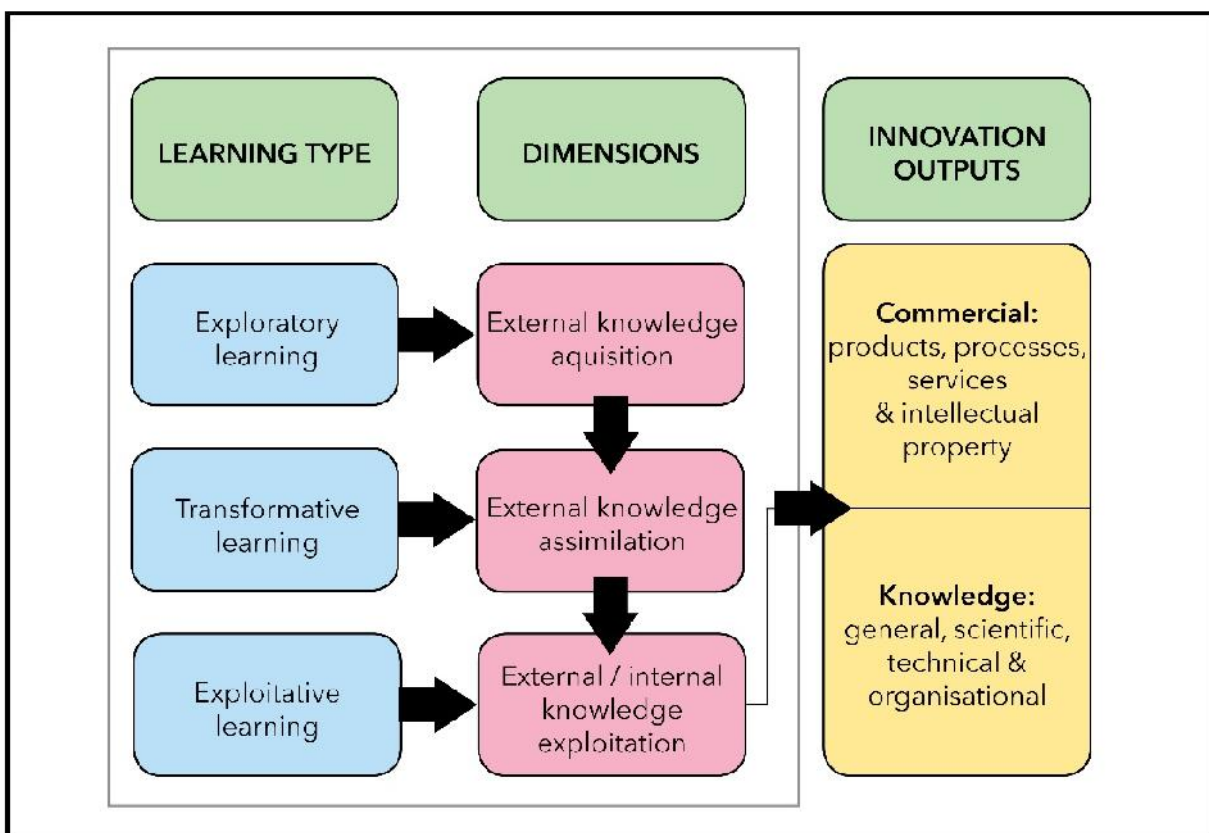 LEARNING TYPE
DIMENSIONS
INNOVATION
OUTPUTS
Exploratory
learning
External knowledge
aquisition
Transformative
learning
External knowledge
assimilation
Exploitative
learning
External / internal
knowledge
exploitation
Commercial:
products, processes,
services
& intellectual
property
Knowledge:
general, scientific,
technical &
organisational